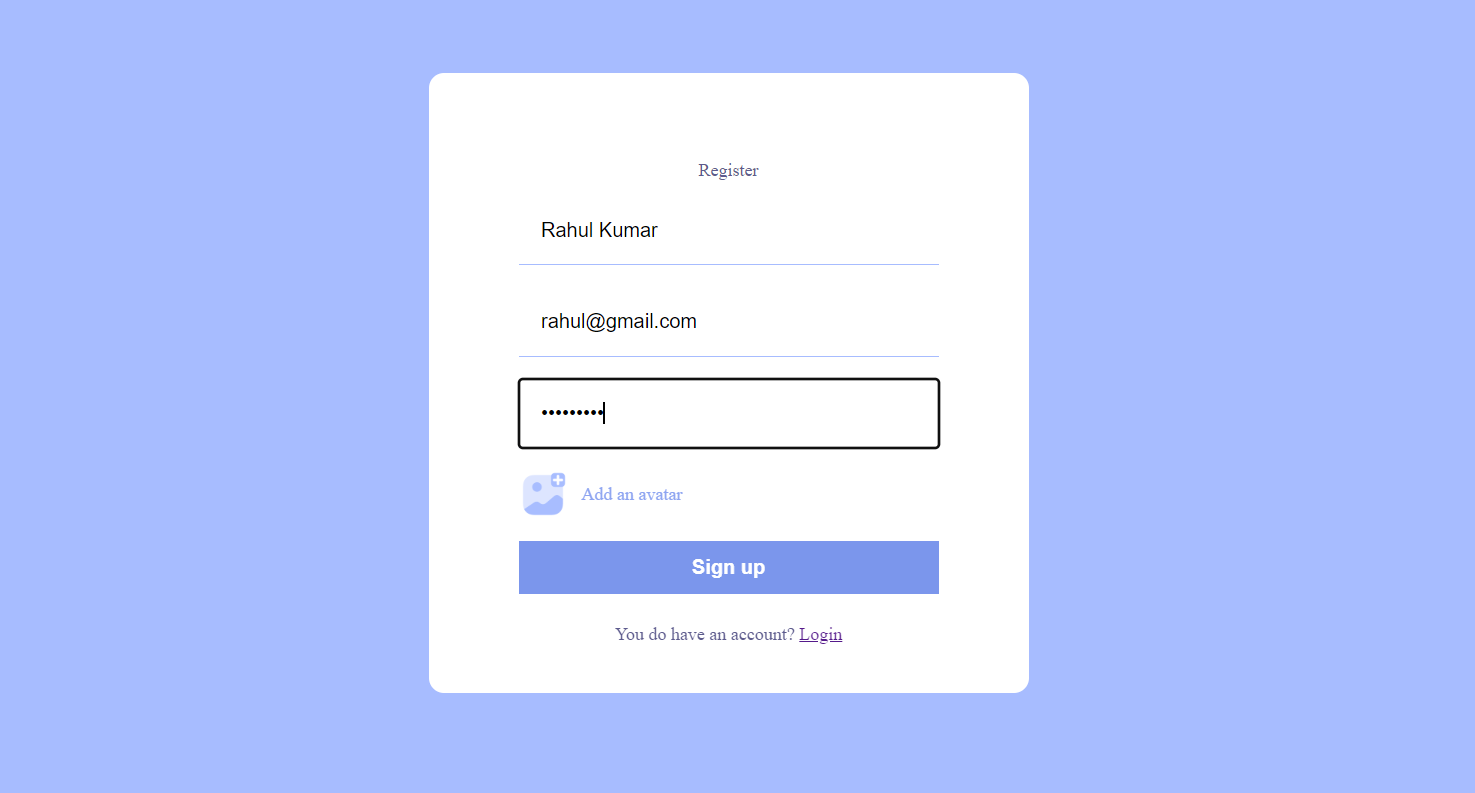 Register
Rahul Kumar
rahul@gmail.com
•••••••••
Add an avatar
Sign up
You do have an account? Login